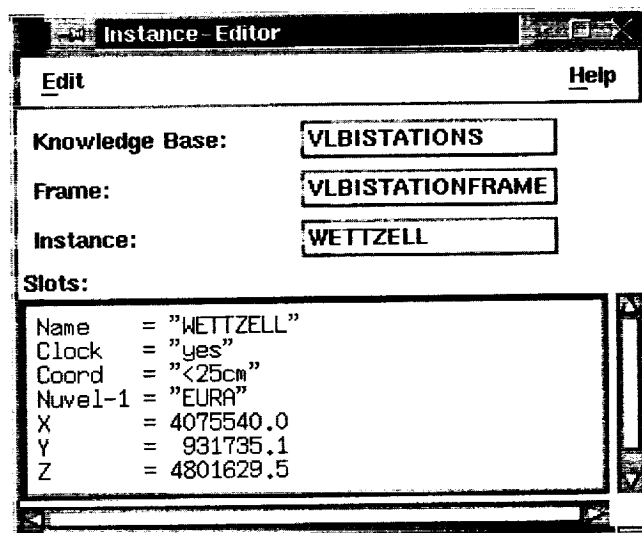 Instance-Editor
Edit Help
Knowledge Base: VLBISTATIONS
Frame: VLBISTATIONFRAME
Instance: WETTZELL
Slots:
Name = "WETTZELL"
Clock = "yes"
Coord = "<25cm"
Nuvel-1 = "EURA"
X = 4075540.0
Y = 931735.1
Z = 4801629.5